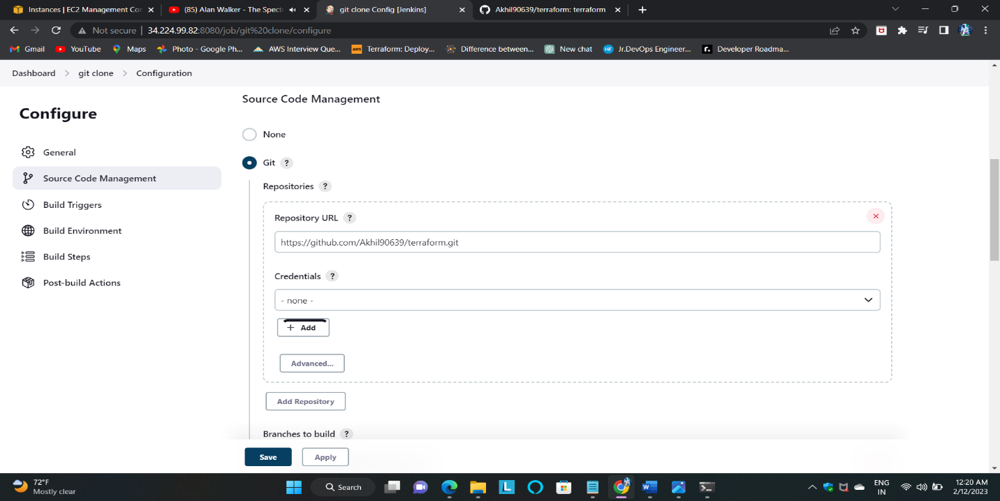 Instances | EC2 Management Con
(85) Alan Walker - The Spectr
git clone Config [Jenkins]
Akhil90639/terraform: terraform
Not secure | 34.224.99.82:8080/job/git%20clone/configure
Gmail YouTube Maps Photo - Google Ph... AWS Interview Que... Terraform: Deploy... Difference between... New chat Jr.DevOps Engineer... Developer Roadma...
Dashboard > git clone > Configuration
Configure
General
Source Code Management
Build Triggers
Build Environment
Build Steps
Post-build Actions
Source Code Management
None
Git ?
Repositories ?
Repository URL ?
https://github.com/Akhil90639/terraform.git
Credentials ?
- none -
+ Add
Advanced...
Add Repository
Branches to build ?
Save Apply
72°F
Mostly clear
Search
ENG
IN
12:20 AM
2/12/2023